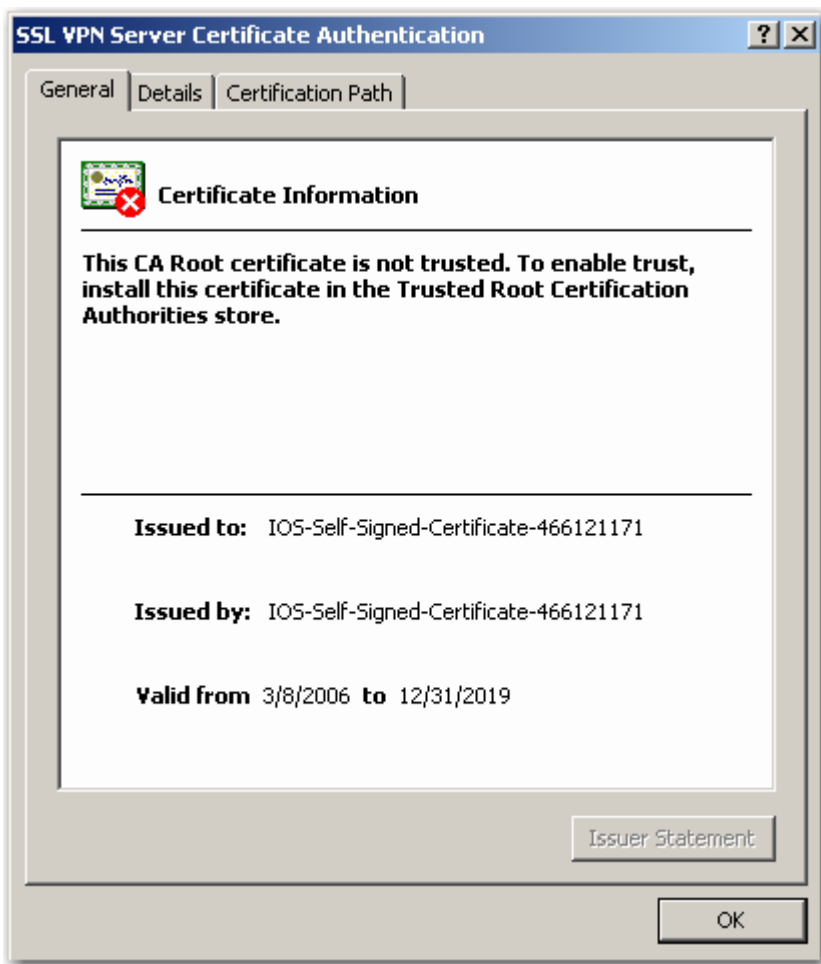 SSL VPN Server Certificate Authentication
General Details Certification Path
Certificate Information
This CA Root certificate is not trusted. To enable trust,
install this certificate in the Trusted Root Certification
Authorities store.
Issued to: IOS-Self-Signed-Certificate-466121171
Issued by: IOS-Self-Signed-Certificate-466121171
Valid from 3/8/2006 to 12/31/2019
Issuer Statement
OK